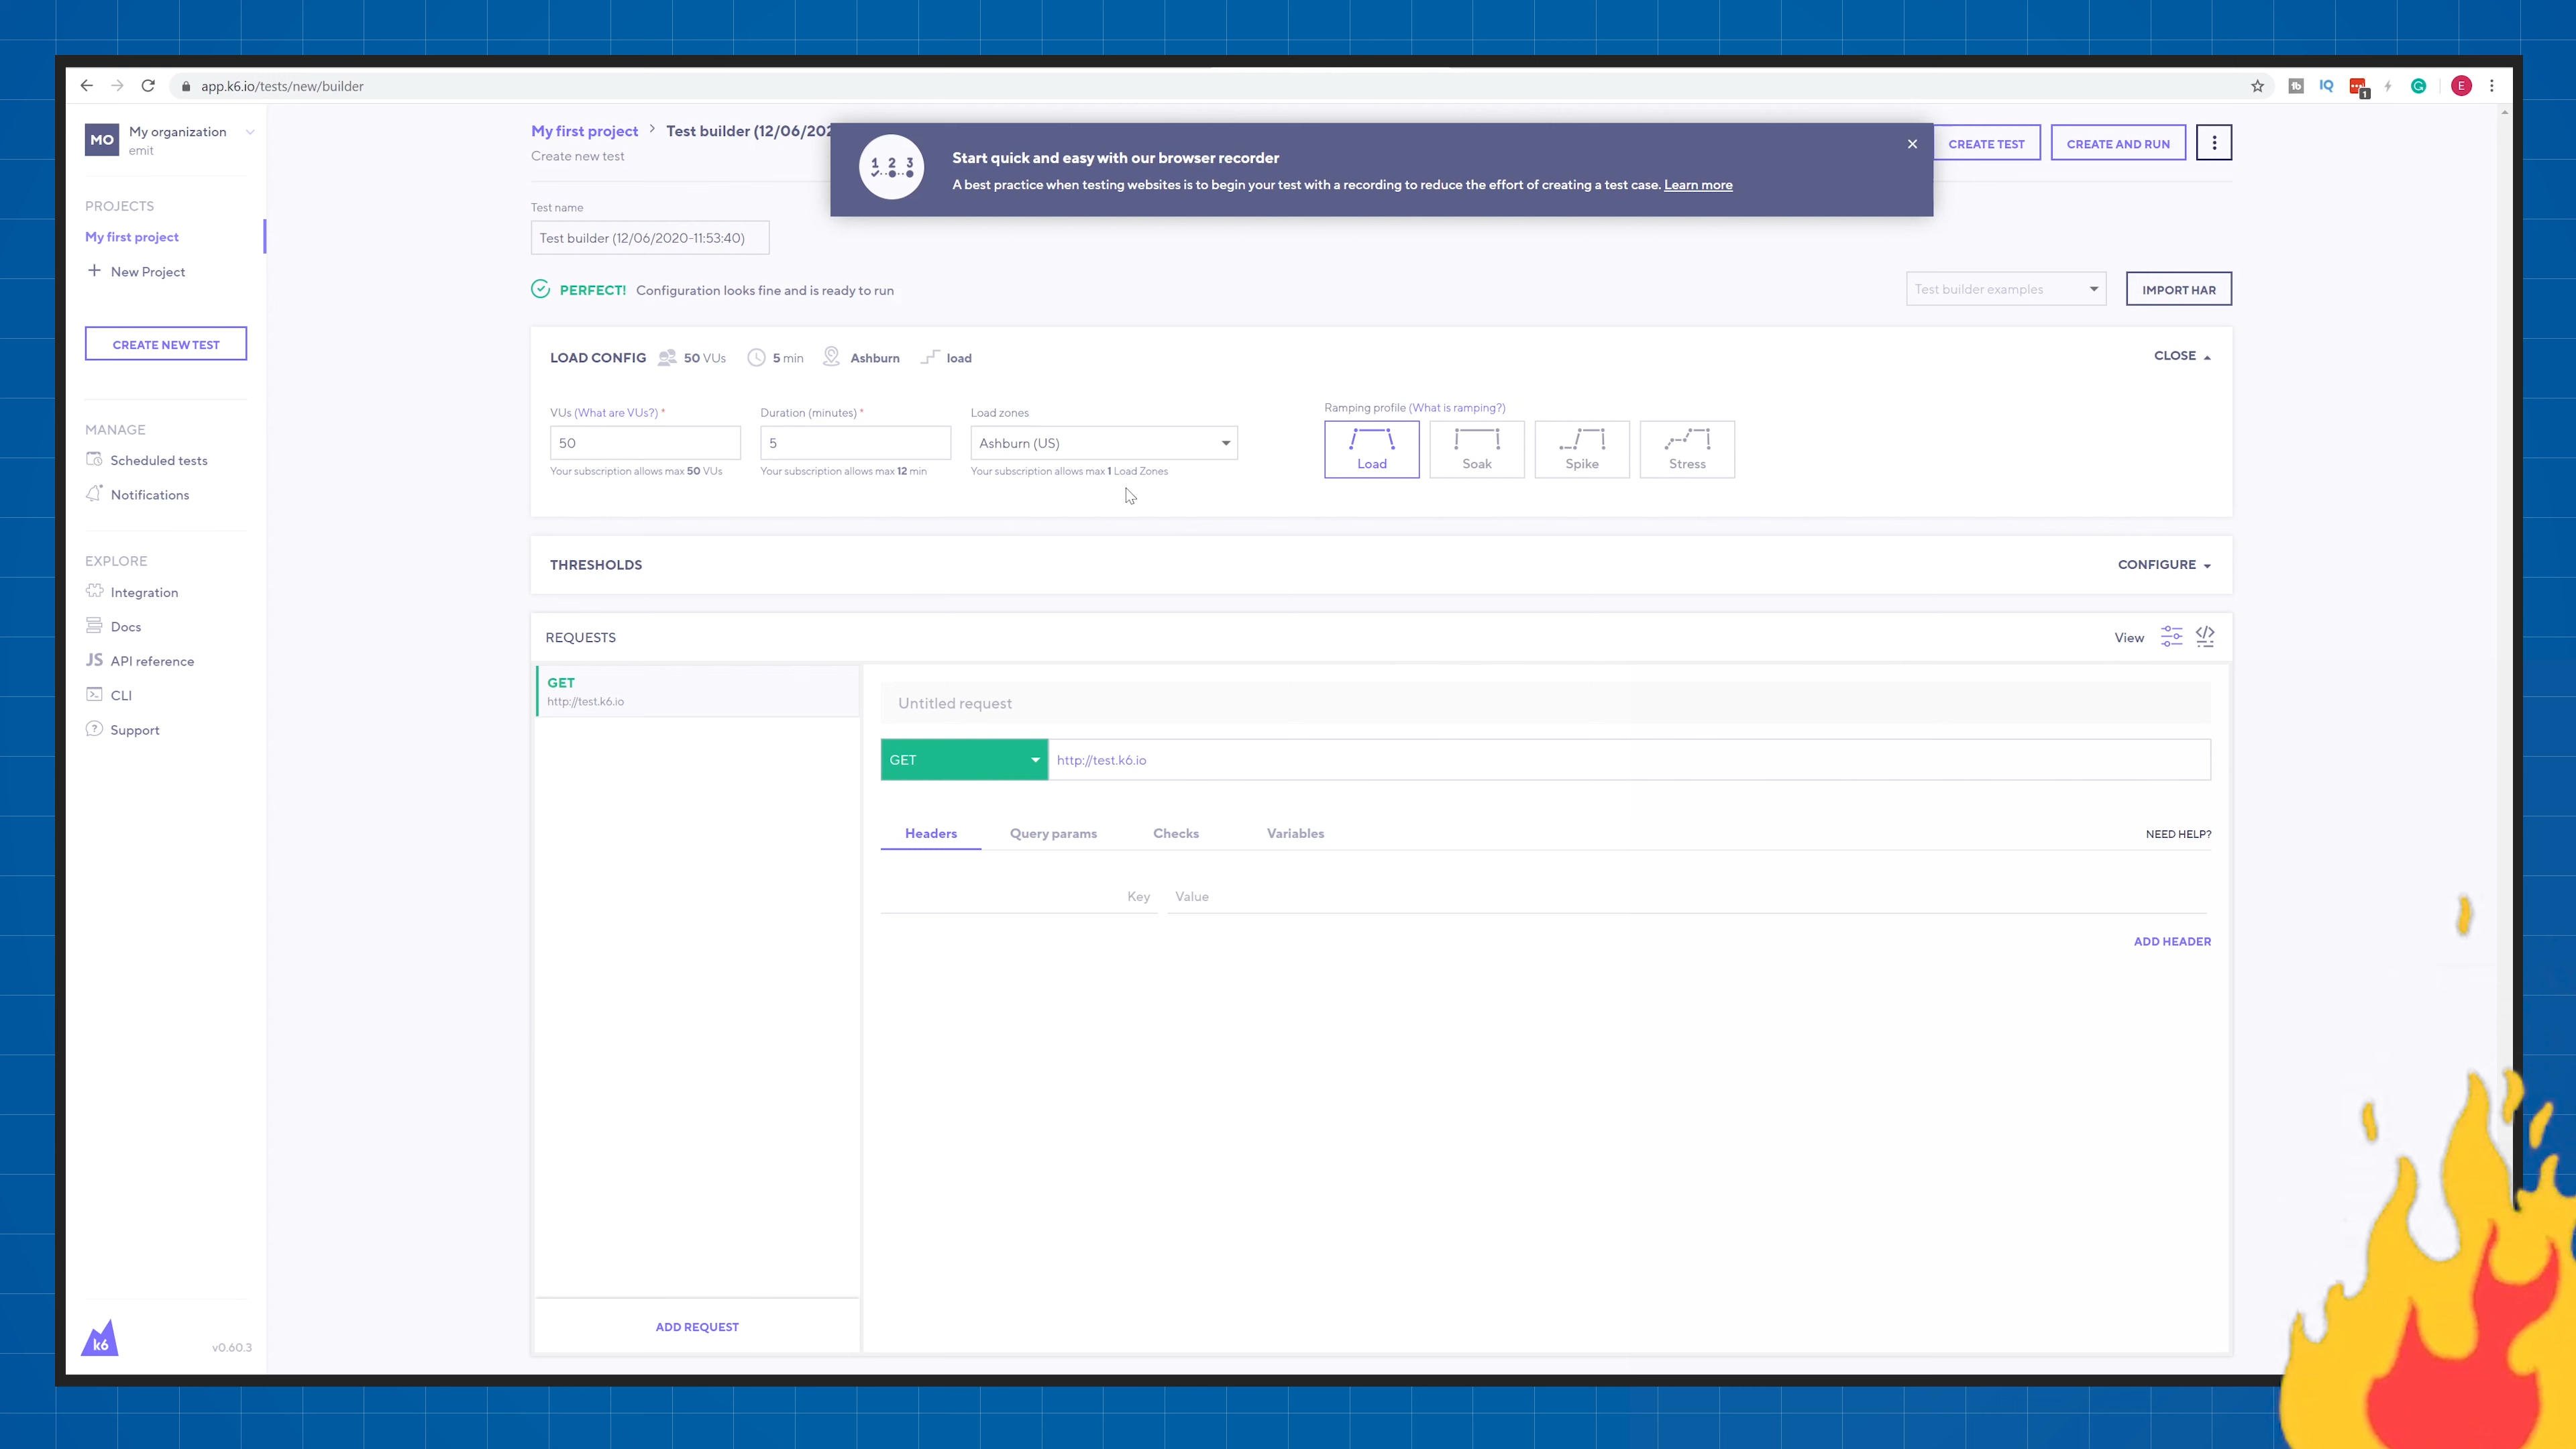 app.k6.io/tests/new/builder
IQ
1
E
MO
My organization
emit
PROJECTS
My first project
New Project
CREATE NEW TEST
MANAGE
Scheduled tests
Notifications
EXPLORE
Integration
Docs
JS API reference
CLI
Support
k6
v0.60.3
My first project > Test builder (12/06/202
Create new test
1 2 3
Start quick and easy with our browser recorder
A best practice when testing websites is to begin your test with a recording to reduce the effort of creating a test case. Learn more
CREATE TEST
CREATE AND RUN
Test name
Test builder (12/06/2020-11:53:40)
PERFECT! Configuration looks fine and is ready to run
Test builder examples
IMPORT HAR
LOAD CONFIG 50 VUs 5 min Ashburn load
CLOSE
VUs (What are VUs?) *
50
Your subscription allows max 50 VUs
Duration (minutes) *
5
Your subscription allows max 12 min
Load zones
Ashburn (US)
Your subscription allows max 1 Load Zones
Ramping profile (What is ramping?)
Load
Soak
Spike
Stress
THRESHOLDS
CONFIGURE
REQUESTS
View
GET
http://test.k6.io
ADD REQUEST
Untitled request
GET
http://test.k6.io
Headers
Query params
Checks
Variables
NEED HELP?
Key
Value
ADD HEADER